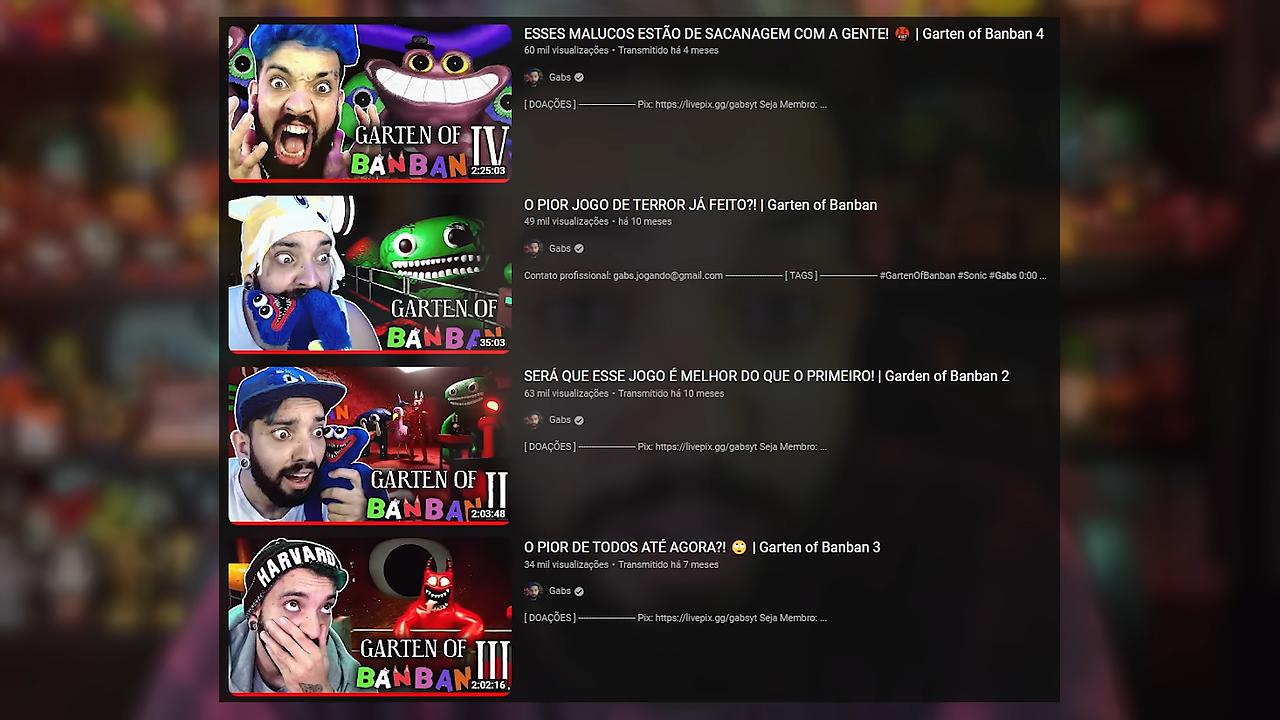 ESSES MALUCOS ESTÃO DE SACANAGEM COM A GENTE! 🤬 | Garten of Banban 4
60 mil visualizações • Transmitido há 4 meses
Gabs
[ DOAÇÕES ] ——————— Pix: https://livepix.gg/gabsyt Seja Membro: ...
GARTEN OF
BANBAN IV
2:25:03
O PIOR JOGO DE TERROR JÁ FEITO?! | Garten of Banban
49 mil visualizações • há 10 meses
Gabs
Contato profissional: gabs.jogando@gmail.com ——————— [ TAGS ] ——————— #GartenOfBanban #Sonic #Gabs 0:00 ...
GARTEN OF
BANBAN
35:03
SERÁ QUE ESSE JOGO É MELHOR DO QUE O PRIMEIRO! | Garden of Banban 2
63 mil visualizações • Transmitido há 10 meses
Gabs
[ DOAÇÕES ] ——————— Pix: https://livepix.gg/gabsyt Seja Membro: ...
GARTEN OF
BANBAN II
2:03:48
O PIOR DE TODOS ATÉ AGORA?! 🙄 | Garten of Banban 3
34 mil visualizações • Transmitido há 7 meses
Gabs
[ DOAÇÕES ] ——————— Pix: https://livepix.gg/gabsyt Seja Membro: ...
HARVARD
GARTEN OF
BANBAN III
2:02:16